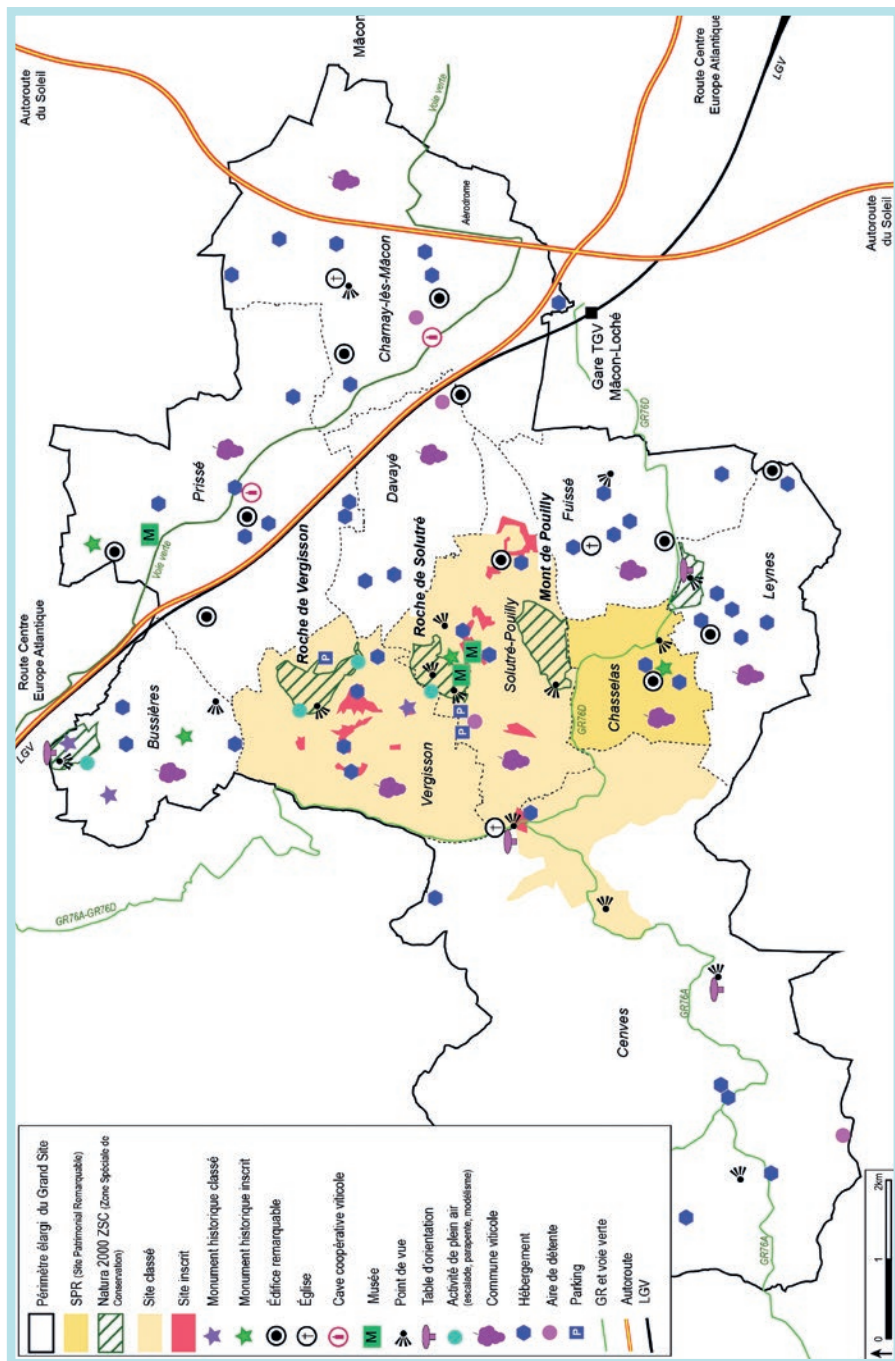 Périmètre élargi du Grand Site
SPR (Site Patrimonial Remarquable)
Natura 2000 ZSC (Zone Spéciale de
Conservation)
Site classé
Site inscrit
Monument historique classé
Monument historique inscrit
Édifice remarquable
Église
Cave coopérative viticole
M
Musée
Point de vue
Table d'orientation
Activité de plein air
(escalade, parapente, modélisme)
Commune viticole
Hébergement
Aire de détente
P
Parking
GR et voie verte
Autoroute
LGV
0
1
2km
LGV
Route Centre
Europe Atlantique
Autoroute
du Soleil
Mâcon
Voie verte
GR76A-GR76D
Bussières
Voie verte
M
Prissé
Charnay-lès-Mâcon
Aérodrome
Roche de Vergisson
P
Davayé
Vergisson
Roche de Solutré
M
M
P
P
Solutré-Pouilly
Mont de Pouilly
Route Centre
Europe Atlantique
LGV
Gare TGV
Mâcon-Loché
Autoroute
du Soleil
Fuissé
GR76D
GR76D
Chasselas
Leynes
Cenves
GR76A
GR76A